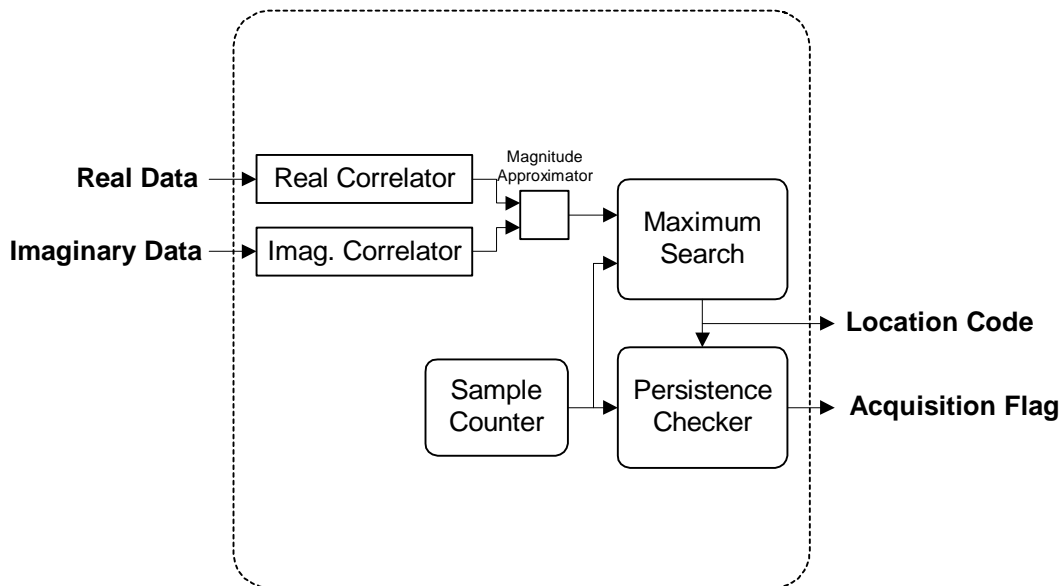 Magnitude
Approximator
Real Data
Real Correlator
Imaginary Data
Imag. Correlator
Maximum
Search
Location Code
Sample
Counter
Persistence
Checker
Acquisition Flag